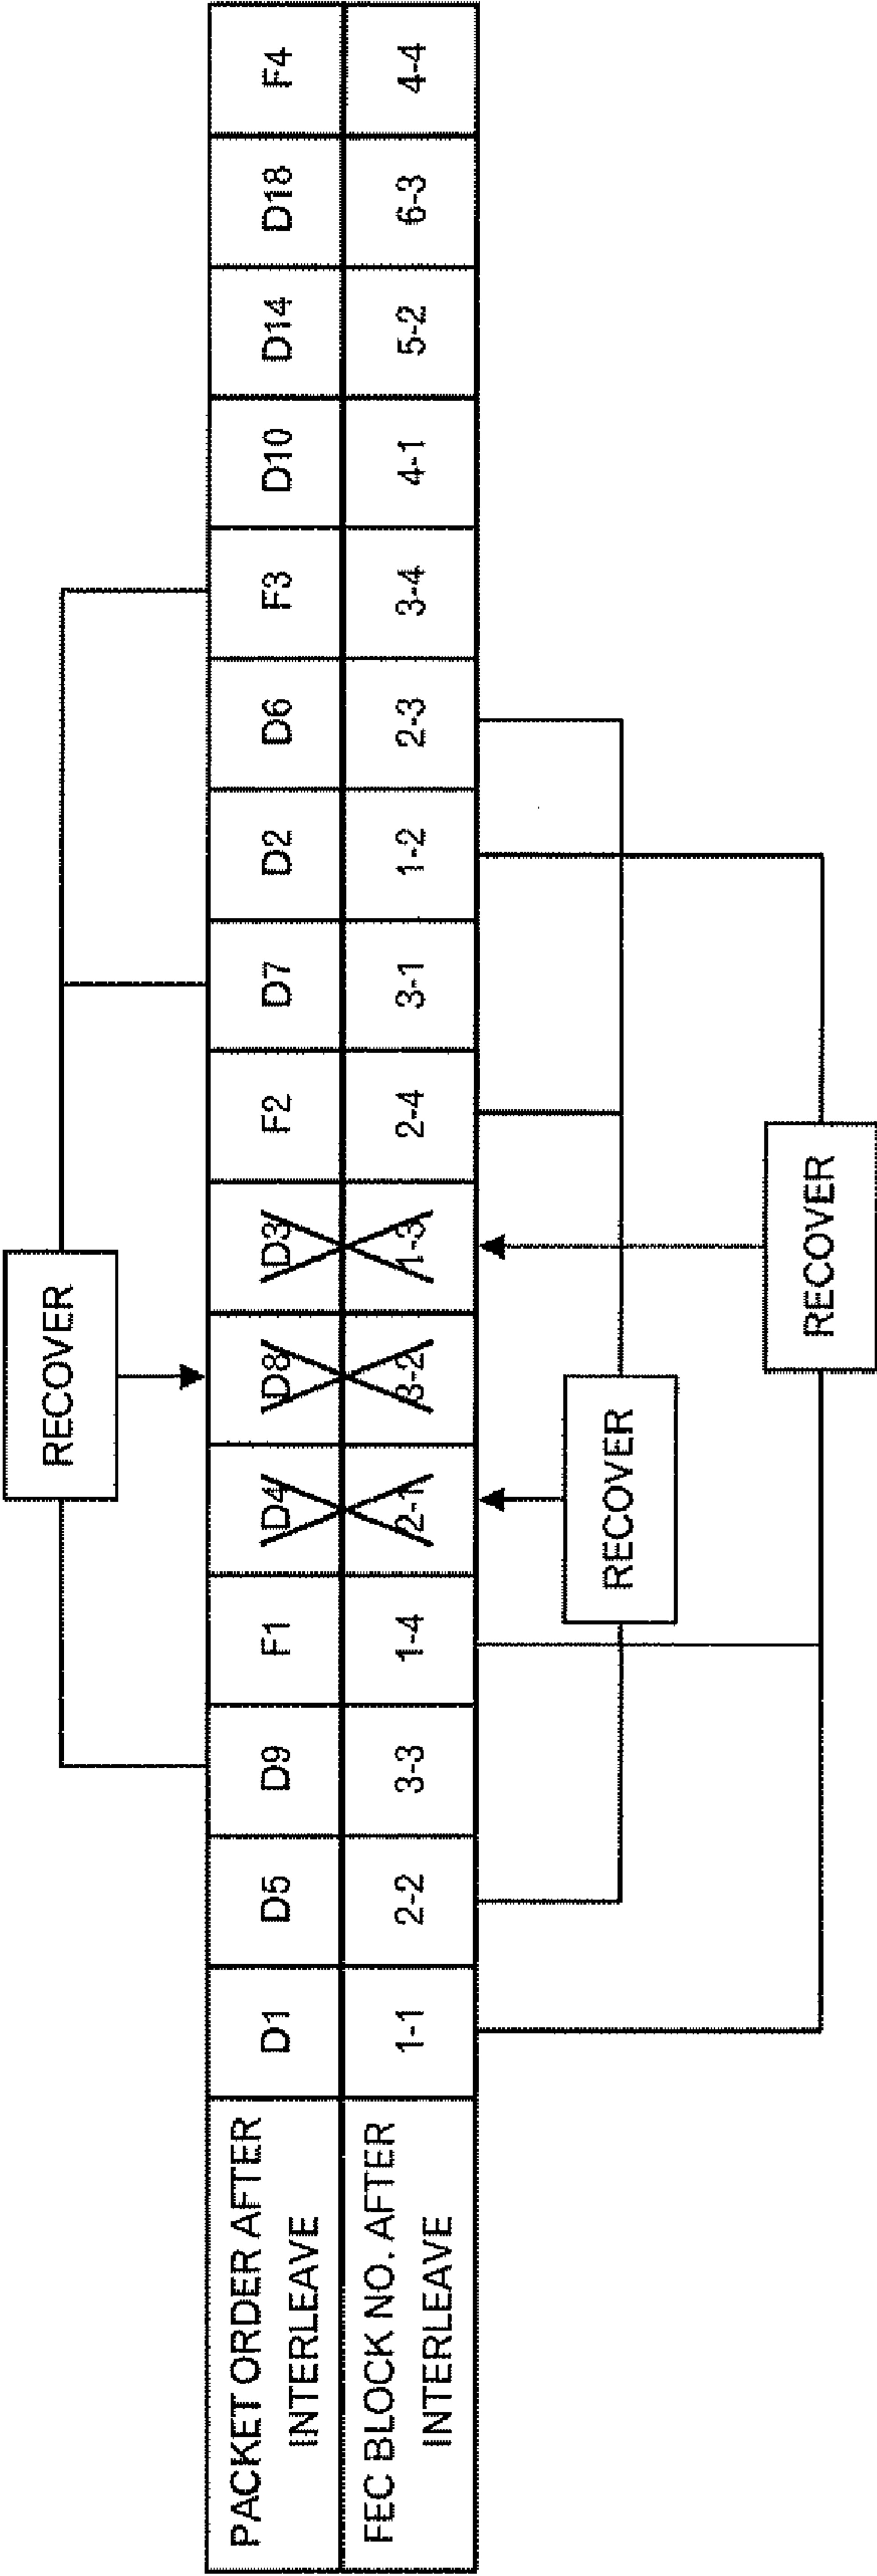 RECOVER
PACKET ORDER AFTER
INTERLEAVE
D1 D5 D9 F1 D4 D8 D3 F2 D7 D2 D6 F3 D10 D14 D18 F4
FEC BLOCK NO. AFTER
INTERLEAVE
1-1 2-2 3-3 1-4 2-1 3-2 1-3 2-4 3-1 1-2 2-3 3-4 4-1 5-2 6-3 4-4
RECOVER
RECOVER